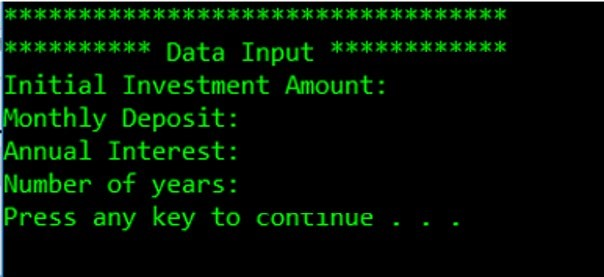 **********************************
********** Data Input ************
Initial Investment Amount:
Monthly Deposit:
Annual Interest:
Number of years:
Press any key to continue . . .